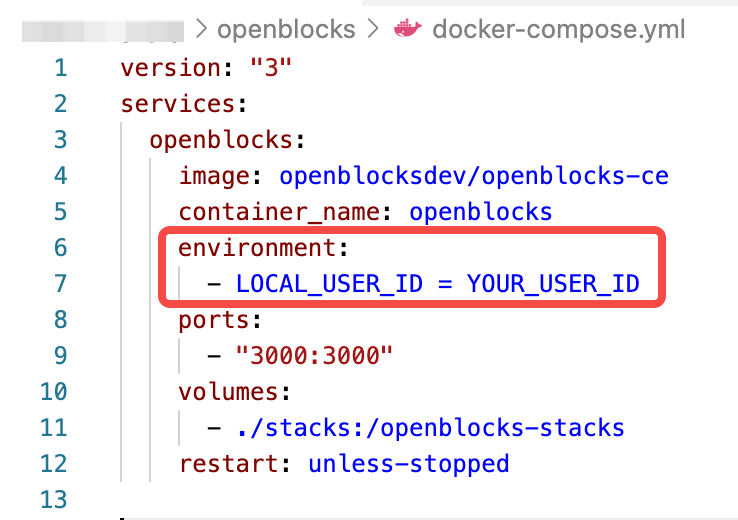 > openblocks > docker-compose.yml
1 version: "3"
2 services:
3 openblocks:
4 image: openblocksdev/openblocks-ce
5 container_name: openblocks
6 environment:
7 - LOCAL_USER_ID = YOUR_USER_ID
8 ports:
9 - "3000:3000"
10 volumes:
11 - ./stacks:/openblocks-stacks
12 restart: unless-stopped
13